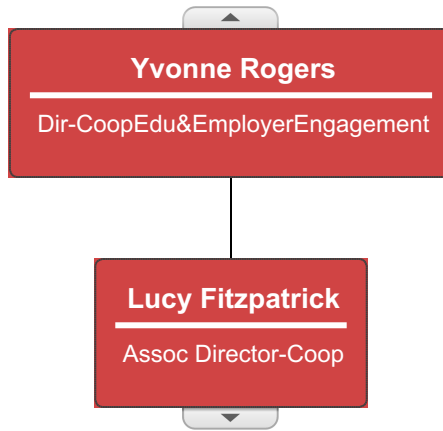 Yvonne Rogers
Dir-CoopEdu&EmployerEngagement
Lucy Fitzpatrick
Assoc Director-Coop